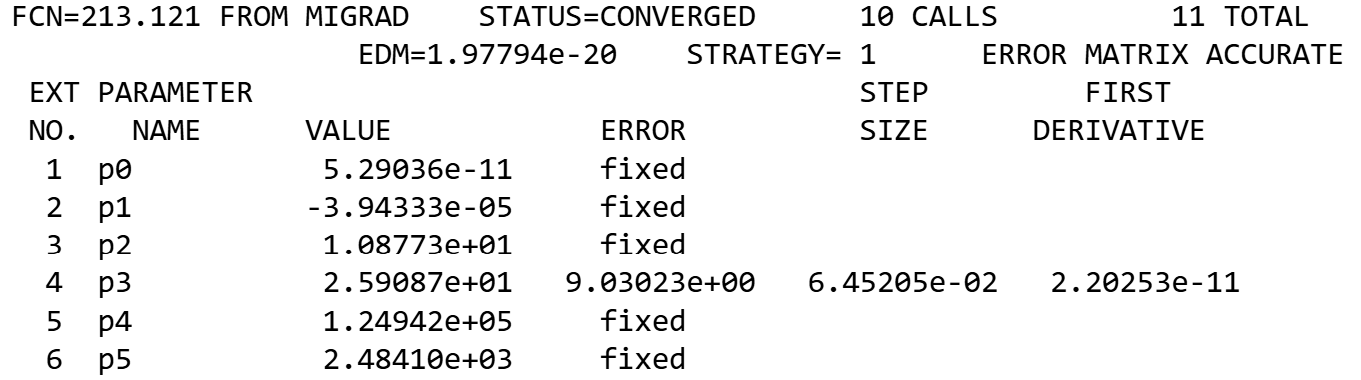 FCN=213.121 FROM MIGRAD    STATUS=CONVERGED      10 CALLS          11 TOTAL
EDM=1.97794e-20    STRATEGY= 1      ERROR MATRIX ACCURATE
EXT PARAMETER                                   STEP         FIRST
NO.   NAME      VALUE            ERROR          SIZE      DERIVATIVE
1  p0           5.29036e-11     fixed
2  p1          -3.94333e-05     fixed
3  p2           1.08773e+01     fixed
4  p3           2.59087e+01   9.03023e+00   6.45205e-02   2.20253e-11
5  p4           1.24942e+05     fixed
6  p5           2.48410e+03     fixed